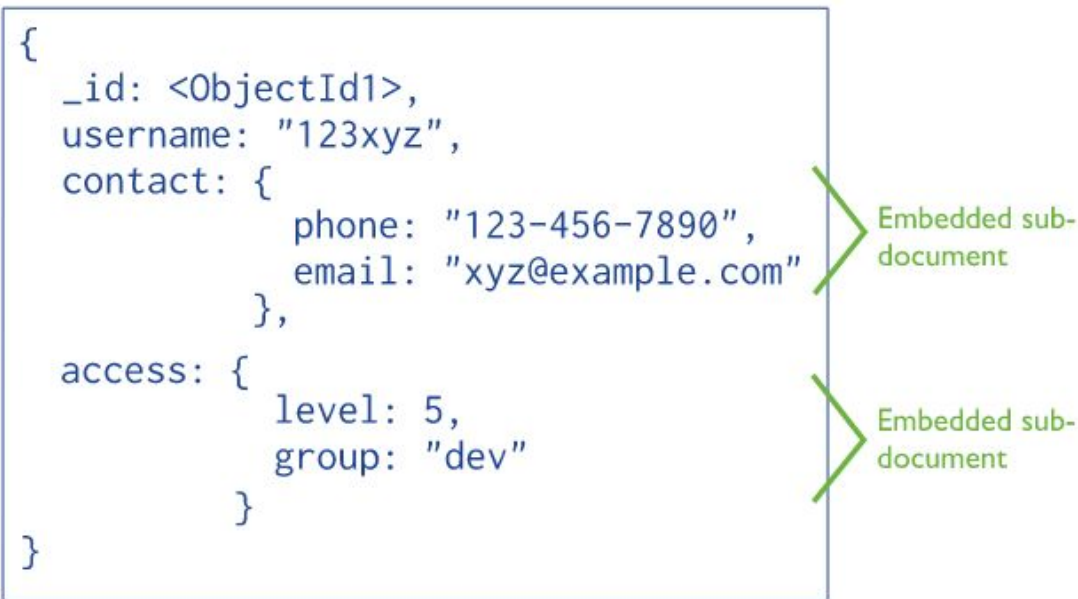 {
_id: <ObjectId1>,
username: "123xyz",
contact: {
phone: "123-456-7890",
email: "xyz@example.com"
},
access: {
level: 5,
group: "dev"
}
}
Embedded sub-
document
Embedded sub-
document